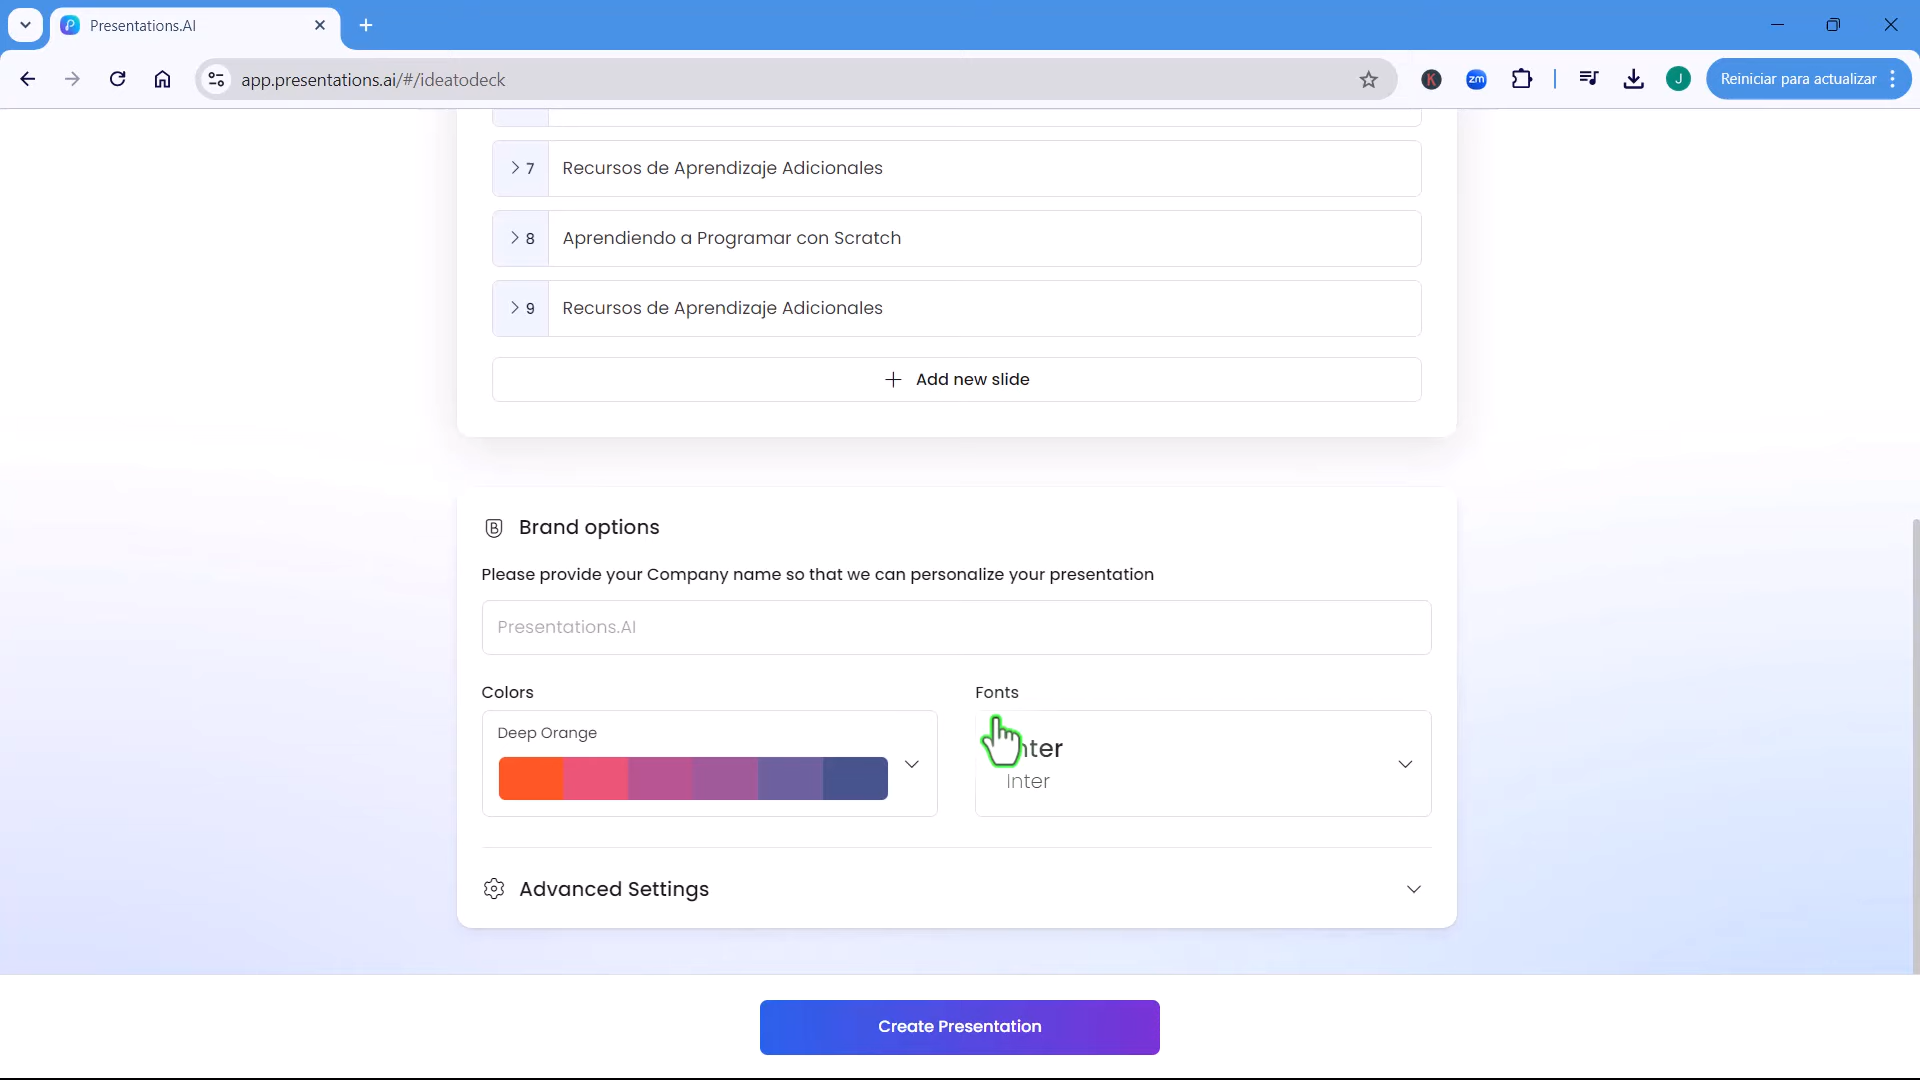 Presentations.AI
app.presentations.ai/#/ideatodeck
K
zm
J
Reiniciar para actualizar
7 Recursos de Aprendizaje Adicionales
8 Aprendiendo a Programar con Scratch
9 Recursos de Aprendizaje Adicionales
+ Add new slide
B Brand options
Please provide your Company name so that we can personalize your presentation
Presentations.AI
Colors
Fonts
Deep Orange
Inter
Advanced Settings
Create Presentation